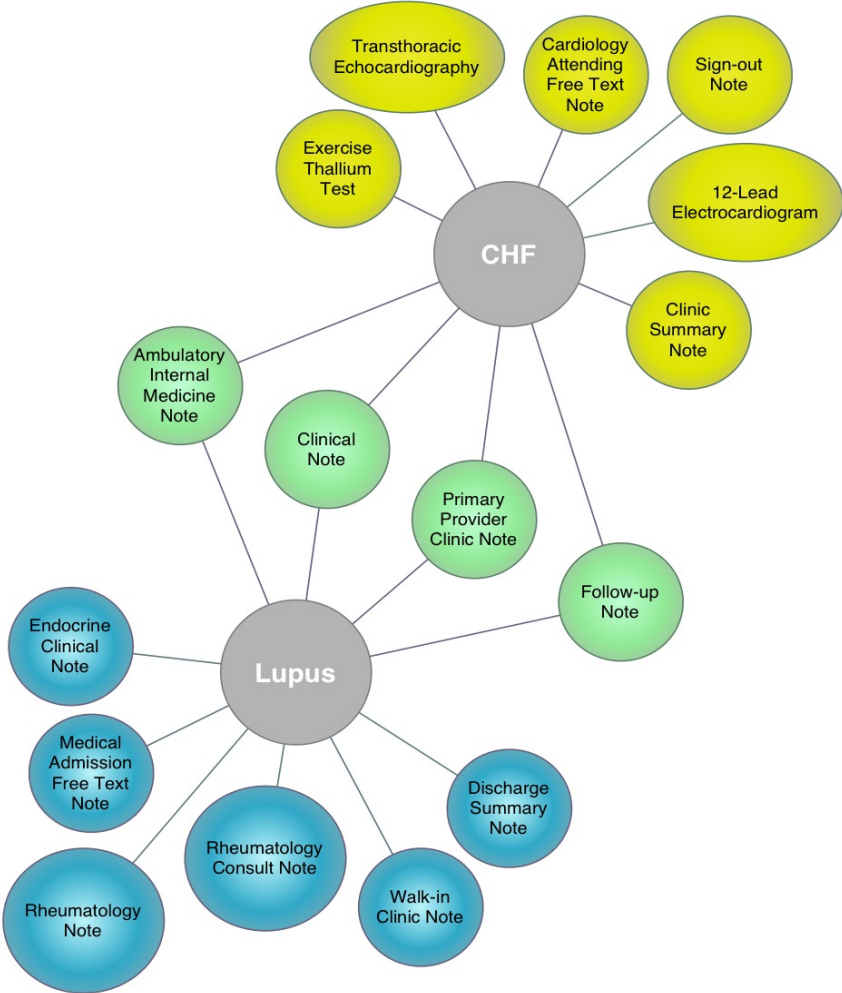 Transthoracic
Echocardiography
Cardiology
Attending
Free Text
Note
Sign-out
Note
Exercise
Thallium
Test
12-Lead
Electrocardiogram
CHF
Clinic
Summary
Note
Ambulatory
Internal
Medicine
Note
Clinical
Note
Primary
Provider
Clinic Note
Follow-up
Note
Endocrine
Clinical
Note
Lupus
Medical
Admission
Free Text
Note
Discharge
Summary
Note
Rheumatology
Consult Note
Walk-in
Clinic Note
Rheumatology
Note